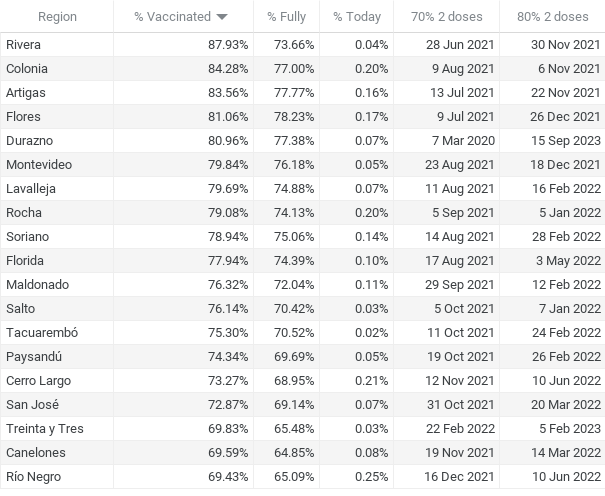 Region % Vaccinated % Fully % Today 70% 2 doses 80% 2 doses
Rivera 87.93% 73.66% 0.04% 28 Jun 2021 30 Nov 2021
Colonia 84.28% 77.00% 0.20% 9 Aug 2021 6 Nov 2021
Artigas 83.56% 77.77% 0.16% 13 Jul 2021 22 Nov 2021
Flores 81.06% 78.23% 0.17% 9 Jul 2021 26 Dec 2021
Durazno 80.96% 77.38% 0.07% 7 Mar 2020 15 Sep 2023
Montevideo 79.84% 76.18% 0.05% 23 Aug 2021 18 Dec 2021
Lavalleja 79.69% 74.88% 0.07% 11 Aug 2021 16 Feb 2022
Rocha 79.08% 74.13% 0.20% 5 Sep 2021 5 Jan 2022
Soriano 78.94% 75.06% 0.14% 14 Aug 2021 28 Feb 2022
Florida 77.94% 74.39% 0.10% 17 Aug 2021 3 May 2022
Maldonado 76.32% 72.04% 0.11% 29 Sep 2021 12 Feb 2022
Salto 76.14% 70.42% 0.03% 5 Oct 2021 7 Jan 2022
Tacuarembó 75.30% 70.52% 0.02% 11 Oct 2021 24 Feb 2022
Paysandú 74.34% 69.69% 0.05% 19 Oct 2021 26 Feb 2022
Cerro Largo 73.27% 68.95% 0.21% 12 Nov 2021 10 Jun 2022
San José 72.87% 69.14% 0.07% 31 Oct 2021 20 Mar 2022
Treinta y Tres 69.83% 65.48% 0.03% 22 Feb 2022 5 Feb 2023
Canelones 69.59% 64.85% 0.08% 19 Nov 2021 14 Mar 2022
Río Negro 69.43% 65.09% 0.25% 16 Dec 2021 10 Jun 2022